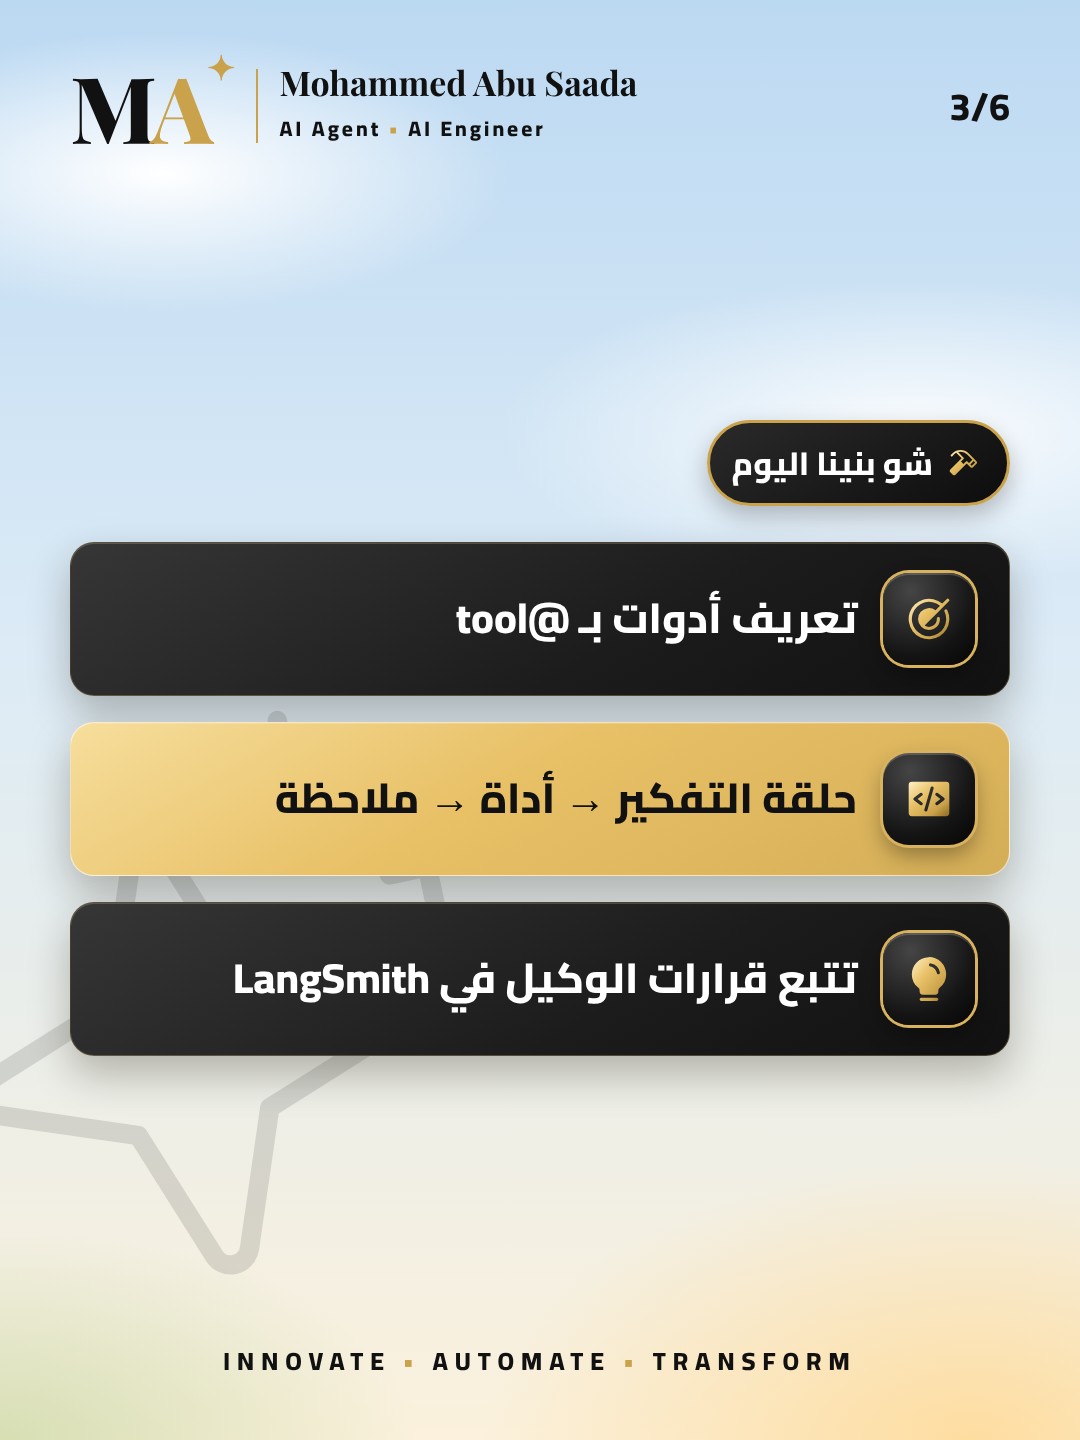 MA
Mohammed Abu Saada
AI Agent ▪ AI Engineer
3/6
شو بنينا اليوم
تعريف أدوات بـ @tool
حلقة التفكير → أداة → ملاحظة
تتبع قرارات الوكيل في LangSmith
INNOVATE ▪ AUTOMATE ▪ TRANSFORM